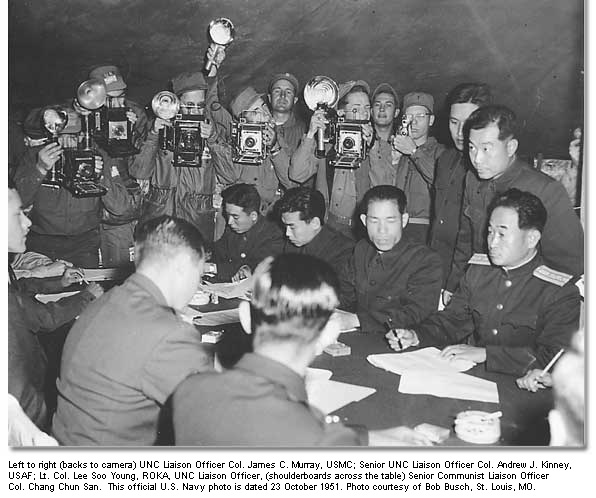 Left to right (backs to camera) UNC Liaison Officer Col. James C. Murray, USMC; Senior UNC Liaison Officer Col. Andrew J. Kinney,
USAF; Lt. Col. Lee Soo Young, ROKA, UNC Liaison Officer, (shoulderboards across the table) Senior Communist Liaison Officer
Col. Chang Chun San.  This official U.S. Navy photo is dated 23 October 1951. Photo courtesy of Bob Busch, St. Louis, MO.